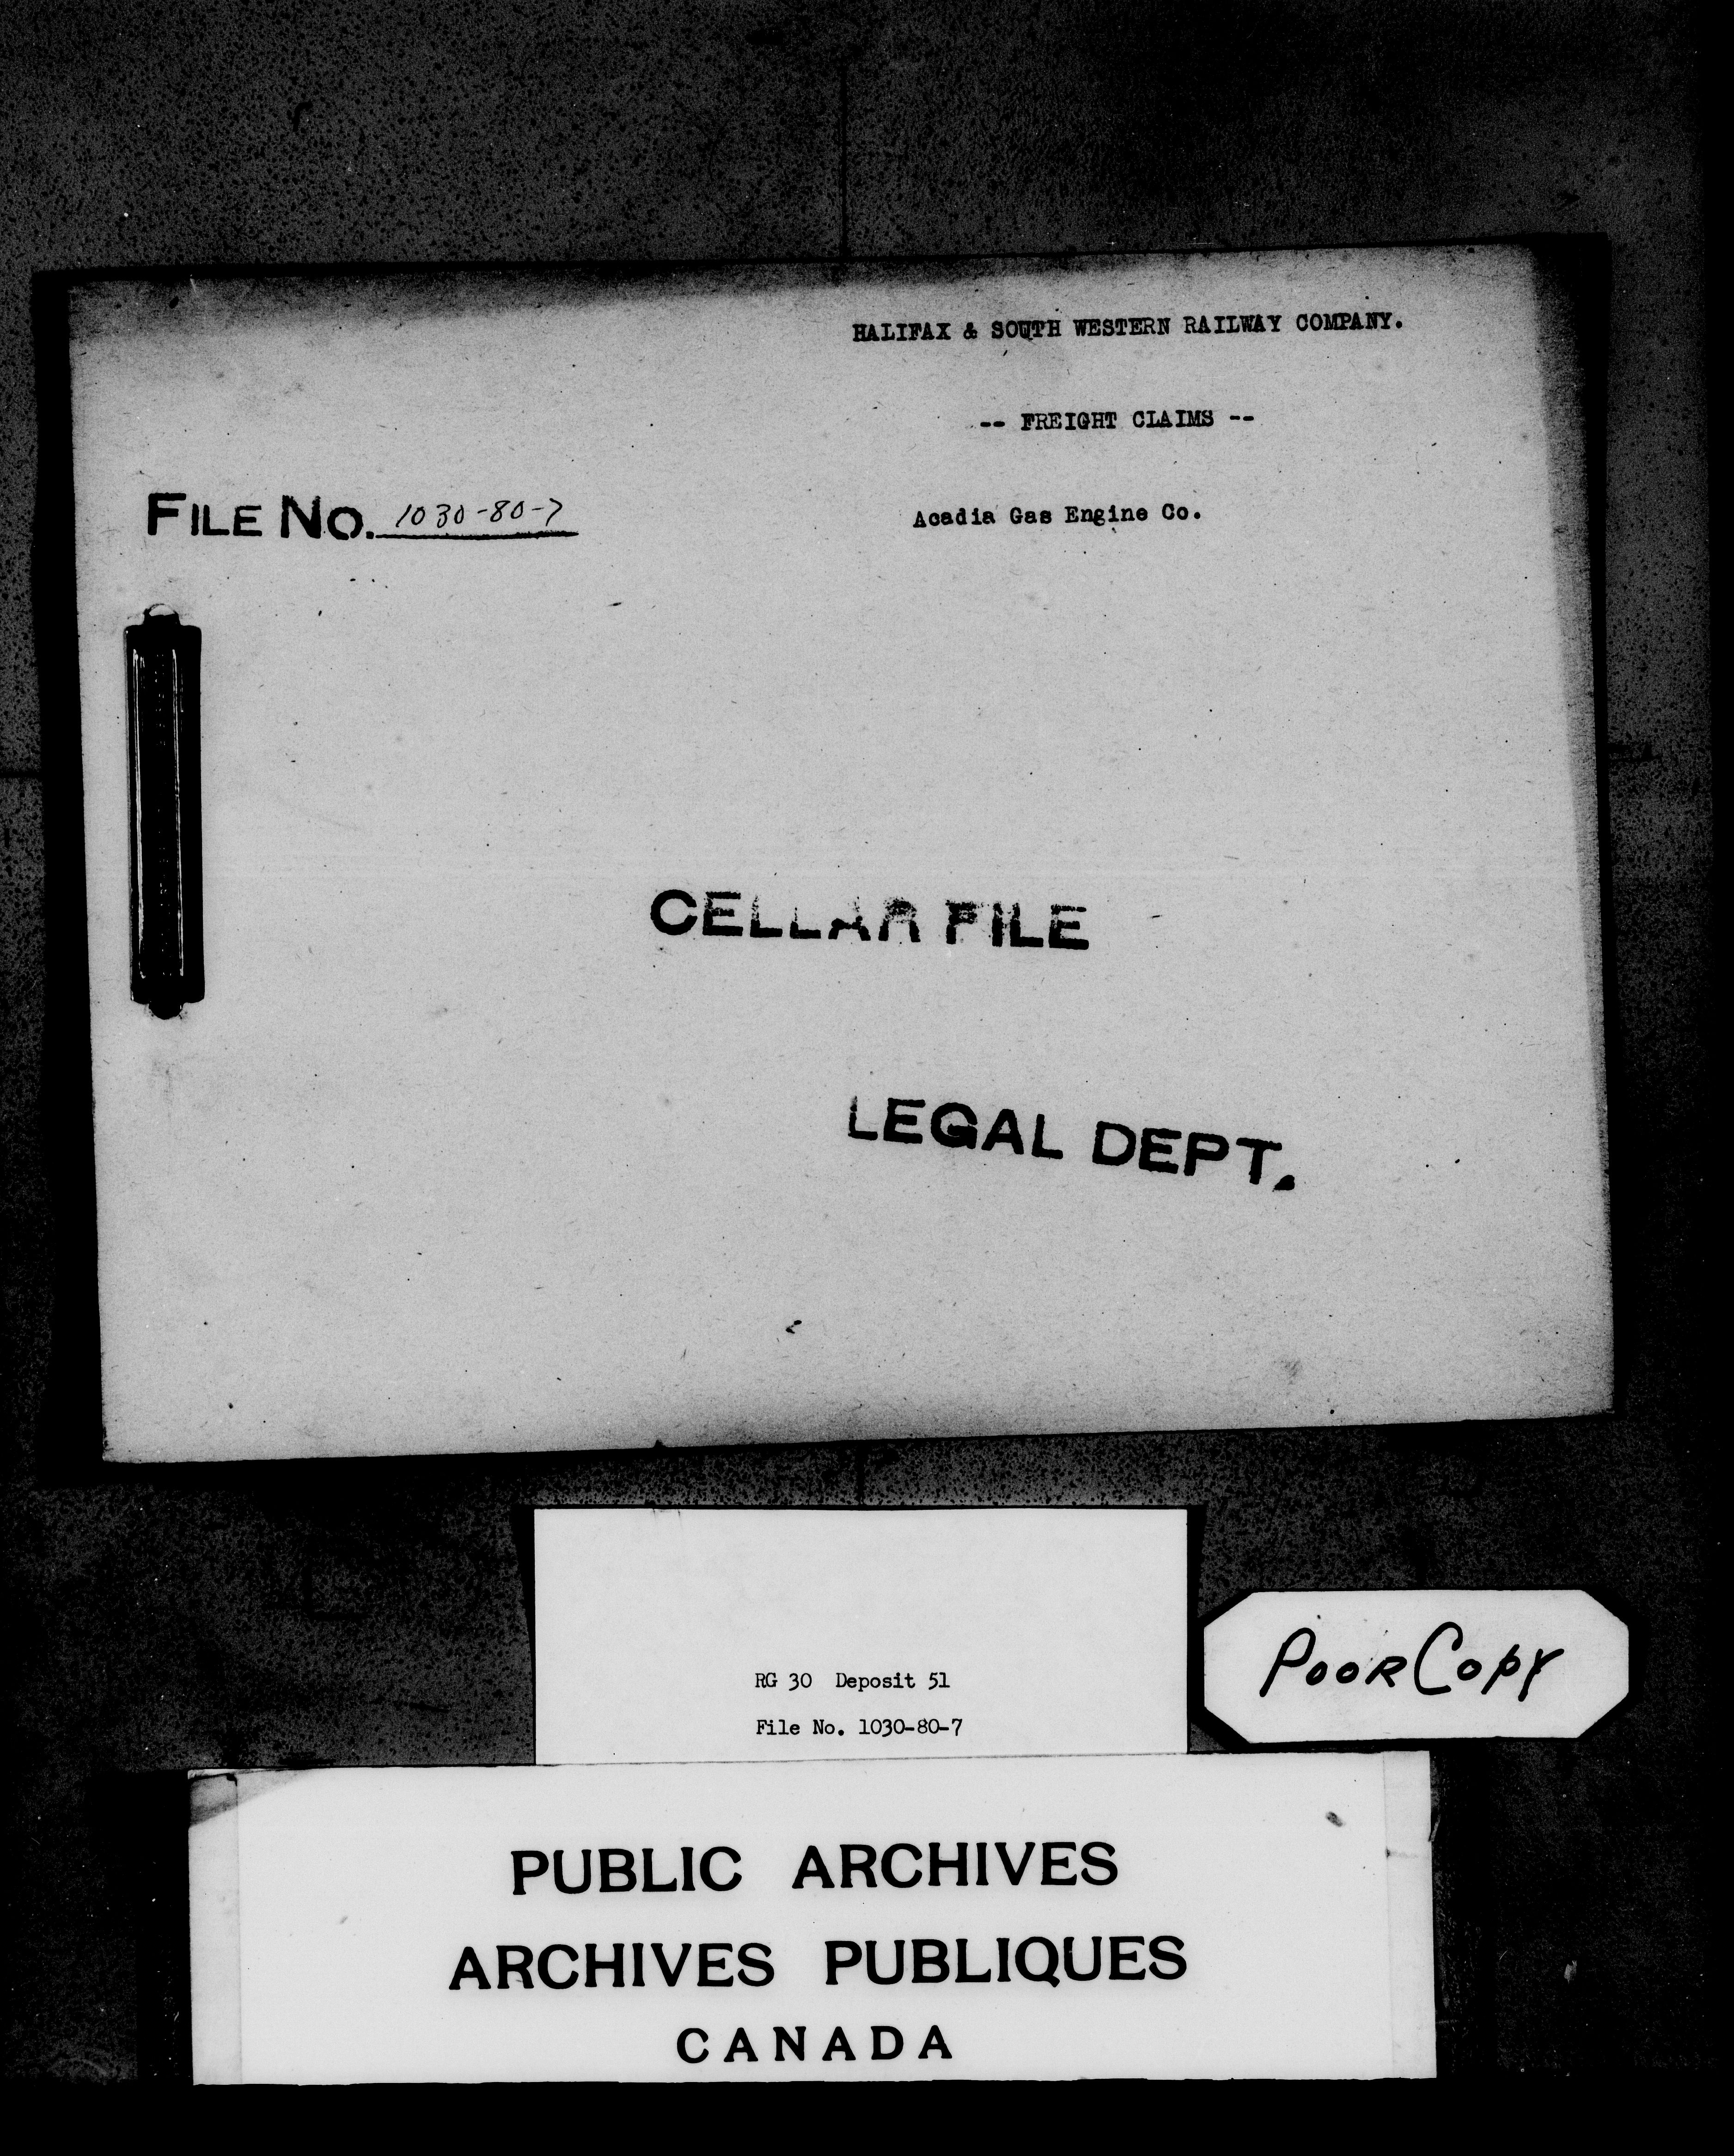 HALIFAX & SOUTH WESTERN RAILWAY COMPANY.
-- FREIGHT CLAIMS --
FILE NO. 1030-80-7
Acadia Gas Engine Co.
CELLAR FILE
LEGAL DEPT.
RG 30 Deposit 51
File No. 1030-80-7
POOR COPY
PUBLIC ARCHIVES
ARCHIVES PUBLIQUES
CANADA